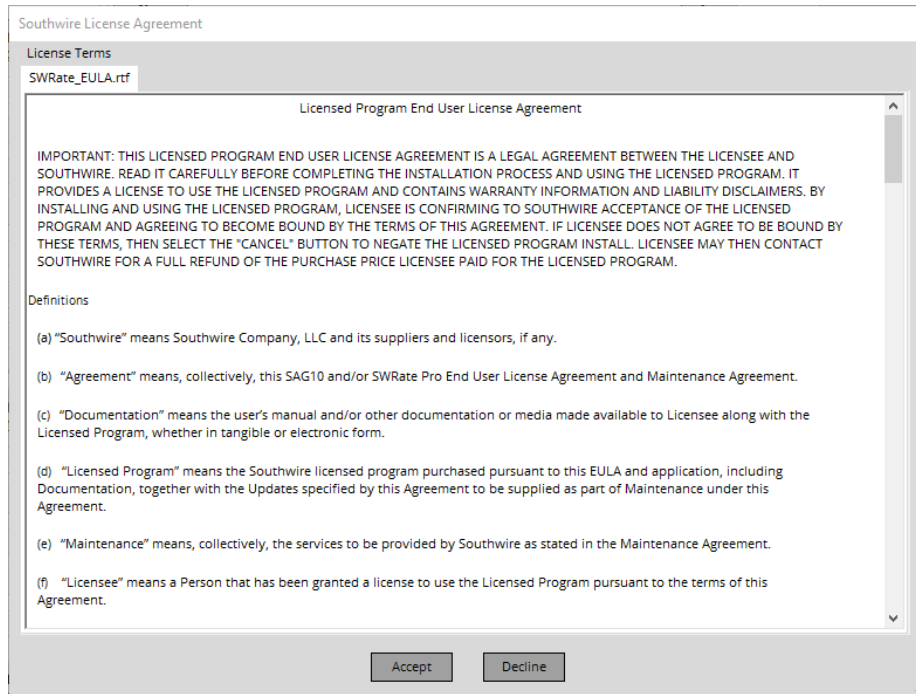 Southwire License Agreement
License Terms
SWRate_EULA.rtf
Licensed Program End User License Agreement
IMPORTANT: THIS LICENSED PROGRAM END USER LICENSE AGREEMENT IS A LEGAL AGREEMENT BETWEEN THE LICENSEE AND
SOUTHWIRE. READ IT CAREFULLY BEFORE COMPLETING THE INSTALLATION PROCESS AND USING THE LICENSED PROGRAM. IT
PROVIDES A LICENSE TO USE THE LICENSED PROGRAM AND CONTAINS WARRANTY INFORMATION AND LIABILITY DISCLAIMERS. BY
INSTALLING AND USING THE LICENSED PROGRAM, LICENSEE IS CONFIRMING TO SOUTHWIRE ACCEPTANCE OF THE LICENSED
PROGRAM AND AGREEING TO BECOME BOUND BY THE TERMS OF THIS AGREEMENT. IF LICENSEE DOES NOT AGREE TO BE BOUND BY
THESE TERMS, THEN SELECT THE "CANCEL" BUTTON TO NEGATE THE LICENSED PROGRAM INSTALL. LICENSEE MAY THEN CONTACT
SOUTHWIRE FOR A FULL REFUND OF THE PURCHASE PRICE LICENSEE PAID FOR THE LICENSED PROGRAM.
Definitions
(a) “Southwire” means Southwire Company, LLC and its suppliers and licensors, if any.
(b) “Agreement” means, collectively, this SAG10 and/or SWRate Pro End User License Agreement and Maintenance Agreement.
(c) “Documentation” means the user’s manual and/or other documentation or media made available to Licensee along with the
Licensed Program, whether in tangible or electronic form.
(d) “Licensed Program” means the Southwire licensed program purchased pursuant to this EULA and application, including
Documentation, together with the Updates specified by this Agreement to be supplied as part of Maintenance under this
Agreement.
(e) “Maintenance” means, collectively, the services to be provided by Southwire as stated in the Maintenance Agreement.
(f) “Licensee” means a Person that has been granted a license to use the Licensed Program pursuant to the terms of this
Agreement.
Accept
Decline